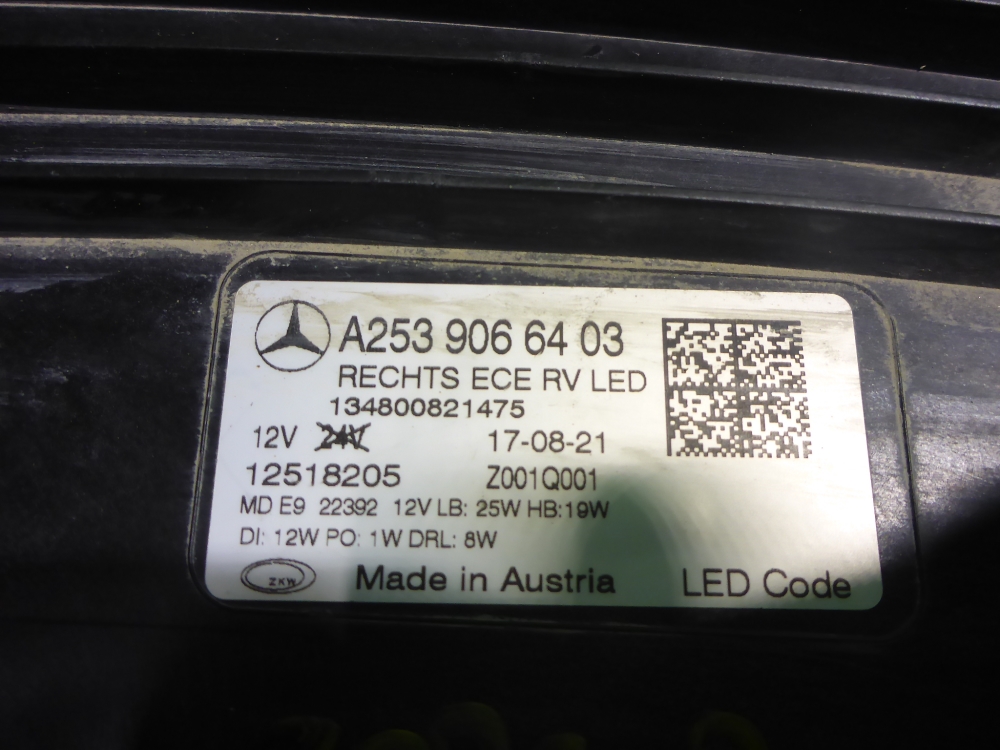 A253 906 64 03
RECHTS ECE RV LED
134800821475
12V 24V 17-08-21
12518205 Z001Q001
MD E9 22392 12V LB: 25W HB:19W
DI: 12W PO: 1W DRL: 8W
ZKW Made in Austria LED Code